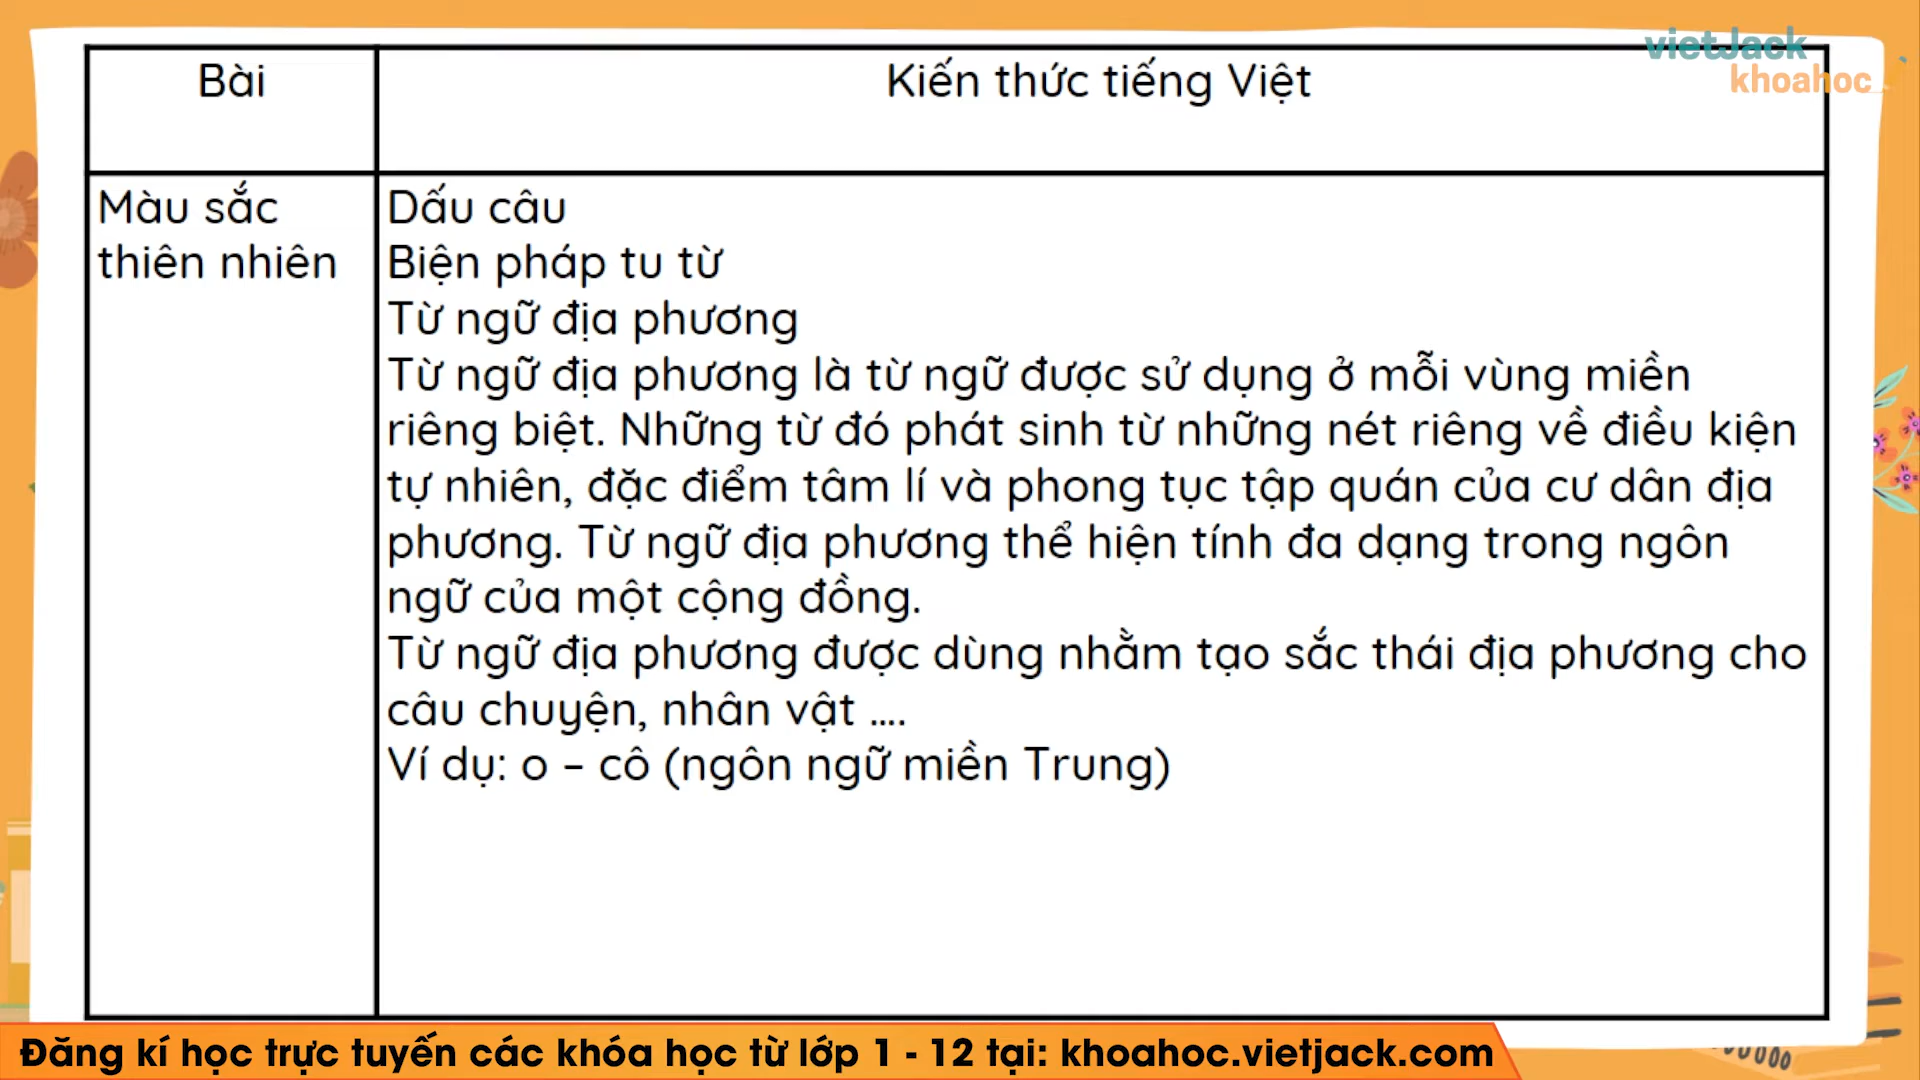 vietJack
khoahoc
Bài
Kiến thức tiếng Việt
Màu sắc
thiên nhiên
Dấu câu
Biện pháp tu từ
Từ ngữ địa phương
Từ ngữ địa phương là từ ngữ được sử dụng ở mỗi vùng miền
riêng biệt. Những từ đó phát sinh từ những nét riêng về điều kiện
tự nhiên, đặc điểm tâm lí và phong tục tập quán của cư dân địa
phương. Từ ngữ địa phương thể hiện tính đa dạng trong ngôn
ngữ của một cộng đồng.
Từ ngữ địa phương được dùng nhằm tạo sắc thái địa phương cho
câu chuyện, nhân vật ....
Ví dụ: o – cô (ngôn ngữ miền Trung)
Đăng kí học trực tuyến các khóa học từ lớp 1 - 12 tại: khoahoc.vietjack.com